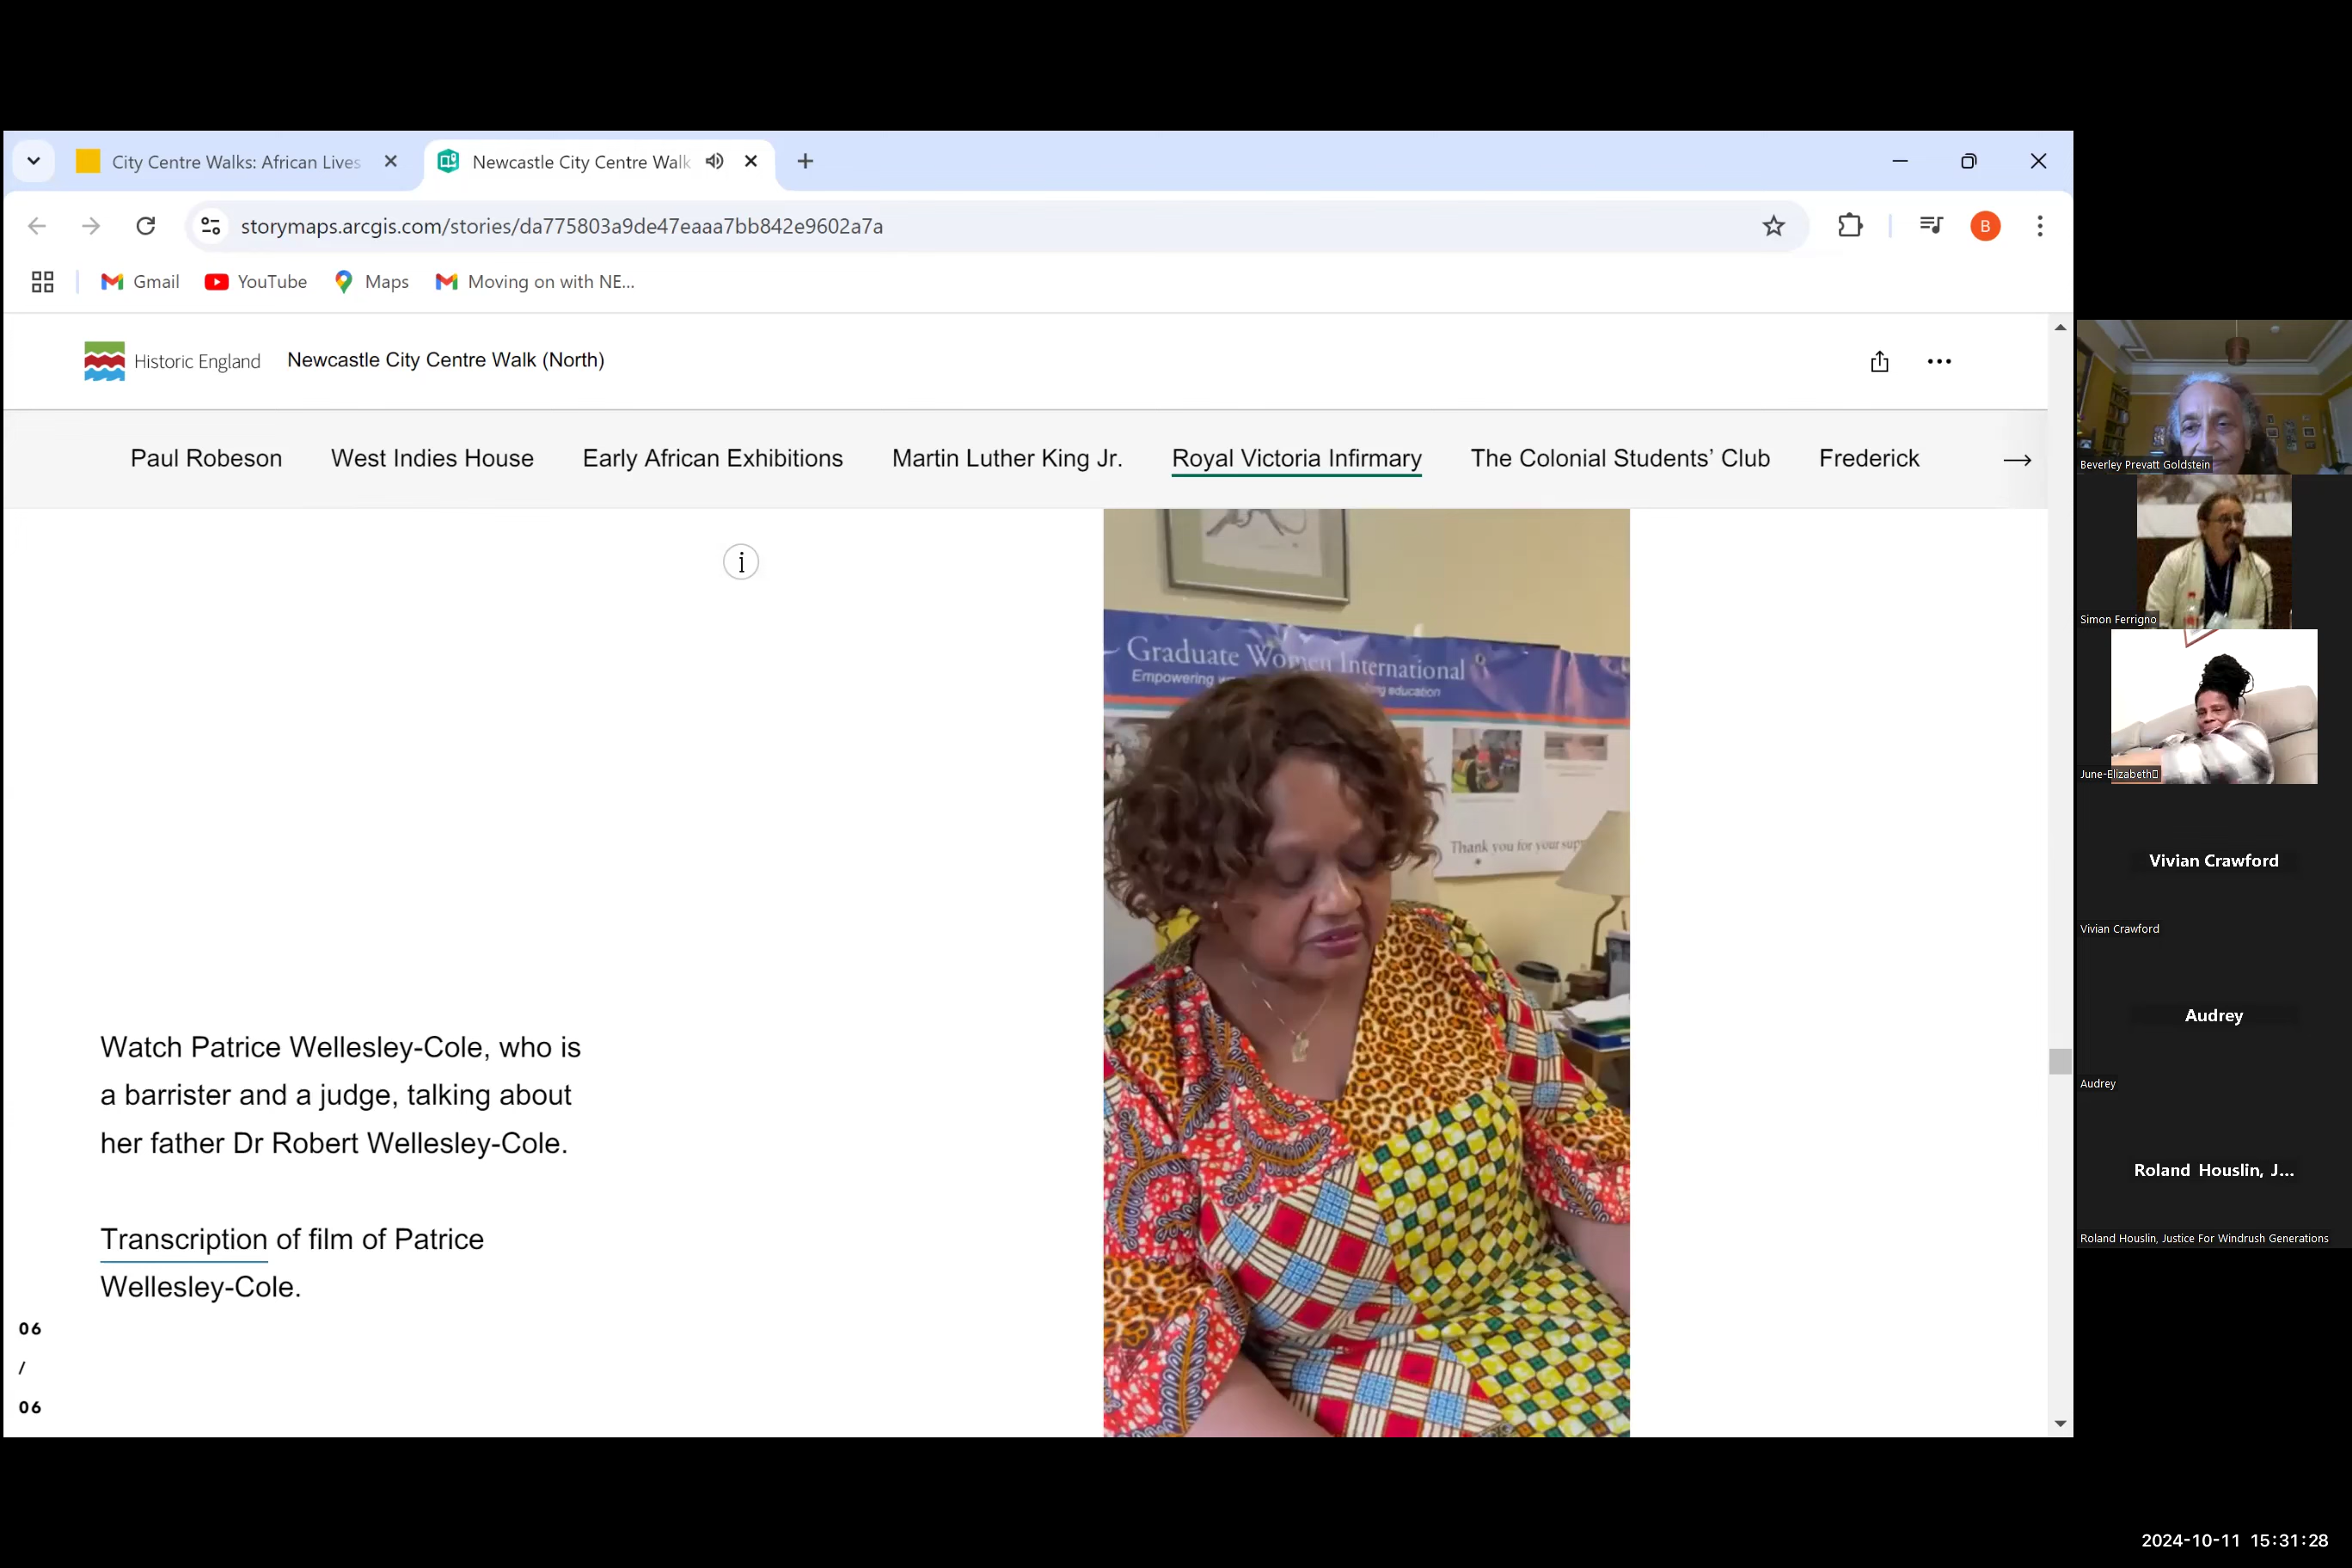 City Centre Walks: African Lives
Newcastle City Centre Walk
storymaps.arcgis.com/stories/da775803a9de47eaaa7bb842e9602a7a
B
Gmail
YouTube
Maps
Moving on with NE...
Historic England
Newcastle City Centre Walk (North)
Paul Robeson
West Indies House
Early African Exhibitions
Martin Luther King Jr.
Royal Victoria Infirmary
The Colonial Students’ Club
Frederick
i
Graduate Women International
Empowering
education
Thank you for your
Watch Patrice Wellesley-Cole, who is
a barrister and a judge, talking about
her father Dr Robert Wellesley-Cole.
Transcription of film of Patrice
Wellesley-Cole.
06
/
06
Beverley Prevatt Goldstein
Simon Ferrigno
June-Elizabeth
Vivian Crawford
Vivian Crawford
Audrey
Audrey
Roland Houslin, J...
Roland Houslin, Justice For Windrush Generations
2024-10-11 15:31:28